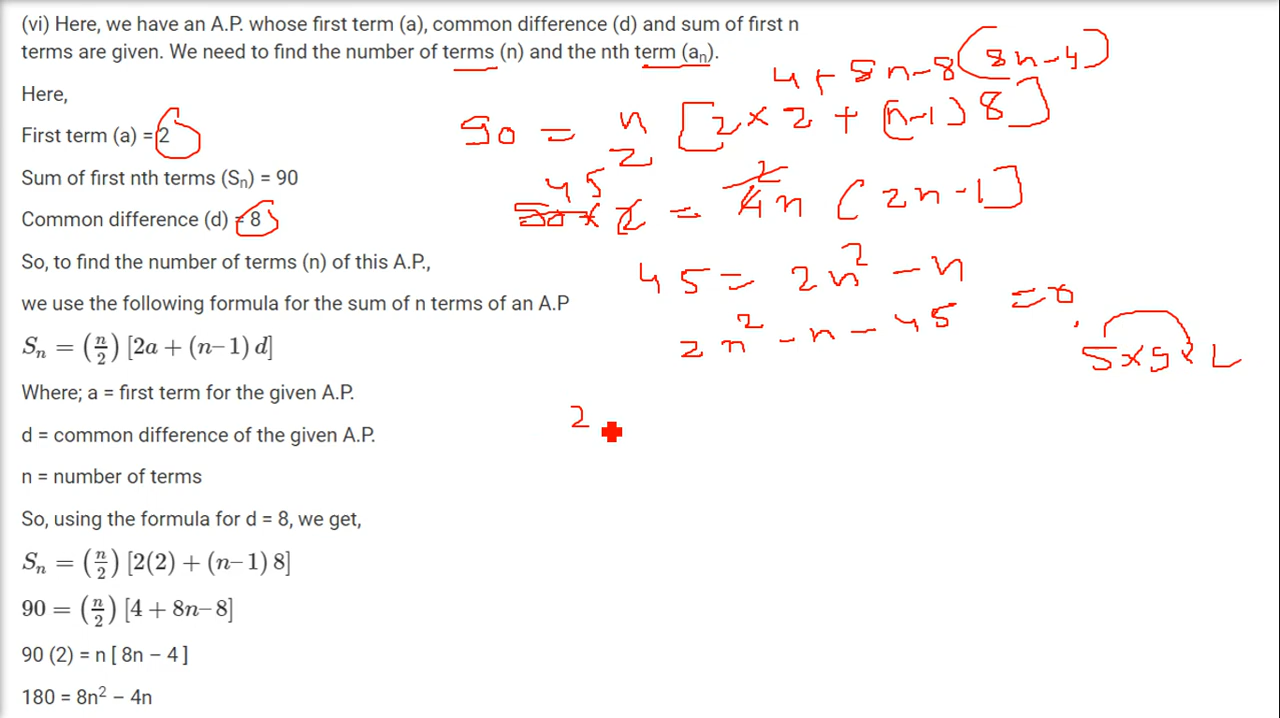 (vi) Here, we have an A.P. whose first term (a), common difference (d) and sum of first n
terms are given. We need to find the number of terms (n) and the nth term (aₙ).
Here,
First term (a) = 2
Sum of first nth terms (Sₙ) = 90
Common difference (d) = 8
So, to find the number of terms (n) of this A.P.,
we use the following formula for the sum of n terms of an A.P
Sₙ = (n/2) [2a + (n–1) d]
Where; a = first term for the given A.P.
d = common difference of the given A.P.
n = number of terms
So, using the formula for d = 8, we get,
Sₙ = (n/2) [2(2) + (n–1) 8]
90 = (n/2) [4 + 8n–8]
90 (2) = n [ 8n – 4 ]
180 = 8n² – 4n
4 + 8n – 8 (8n – 4)
90 = n/2 [2 × 2 + (n–1) 8]
45
2
90 × 2 = 4n ( 2n – 1]
45 = 2n² – n
2n² – n – 45 = 0
5 × 9 × 2
2